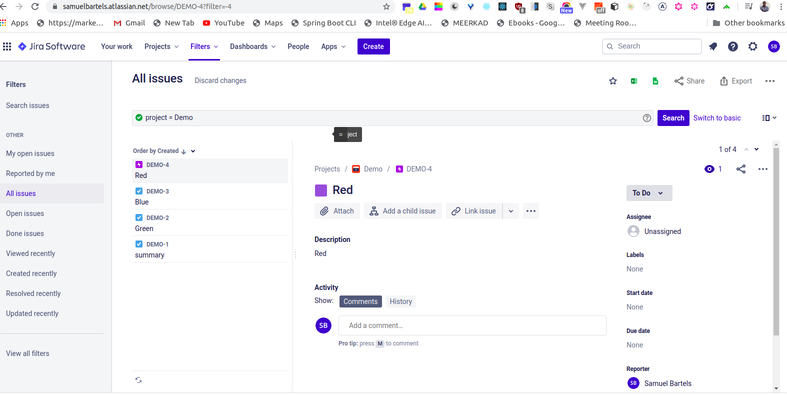 samuelbartels.atlassian.net/browse/DEMO-4?filter=-4
Apps https://marke... Gmail New Tab YouTube Maps Spring Boot CLI Intel® Edge AI... MEERKAD Ebooks - Goog... Meeting Roo... Other bookmarks
Jira Software Your work Projects Filters Dashboards People Apps Create Search SB
Filters
Search issues
OTHER
My open issues
Reported by me
All issues
Open issues
Done issues
Viewed recently
Created recently
Resolved recently
Updated recently
View all filters
All issues Discard changes Share Export
project = Demo Search Switch to basic
= ject
Order by Created
DEMO-4
Red
DEMO-3
Blue
DEMO-2
Green
DEMO-1
summary
1 of 4
Projects / Demo / DEMO-4 1
Red
Attach Add a child issue Link issue
Description
Red
Activity
Show: Comments History
SB Add a comment...
Pro tip: press M to comment
To Do
Assignee
Unassigned
Labels
None
Start date
None
Due date
None
Reporter
SB Samuel Bartels